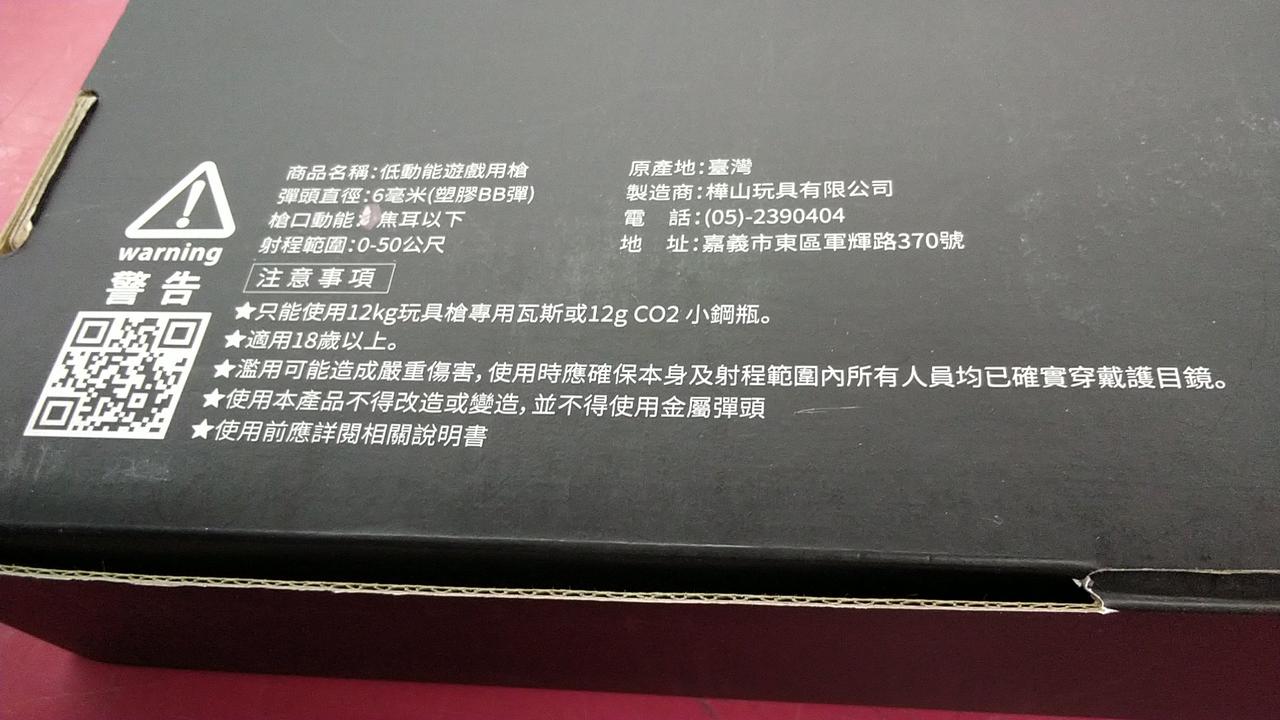 商品名稱:低動能遊戲用槍
彈頭直徑:6毫米(塑膠BB彈)
槍口動能: 焦耳以下
射程範圍:0-50公尺
原產地:臺灣
製造商:樺山玩具有限公司
電 話:(05)-2390404
地 址:嘉義市東區軍輝路370號
warning
警告
注意事項
★只能使用12kg玩具槍專用瓦斯或12g CO2 小鋼瓶。
★適用18歲以上。
★濫用可能造成嚴重傷害,使用時應確保本身及射程範圍內所有人員均已確實穿戴護目鏡。
★使用本產品不得改造或變造,並不得使用金屬彈頭
★使用前應詳閱相關說明書